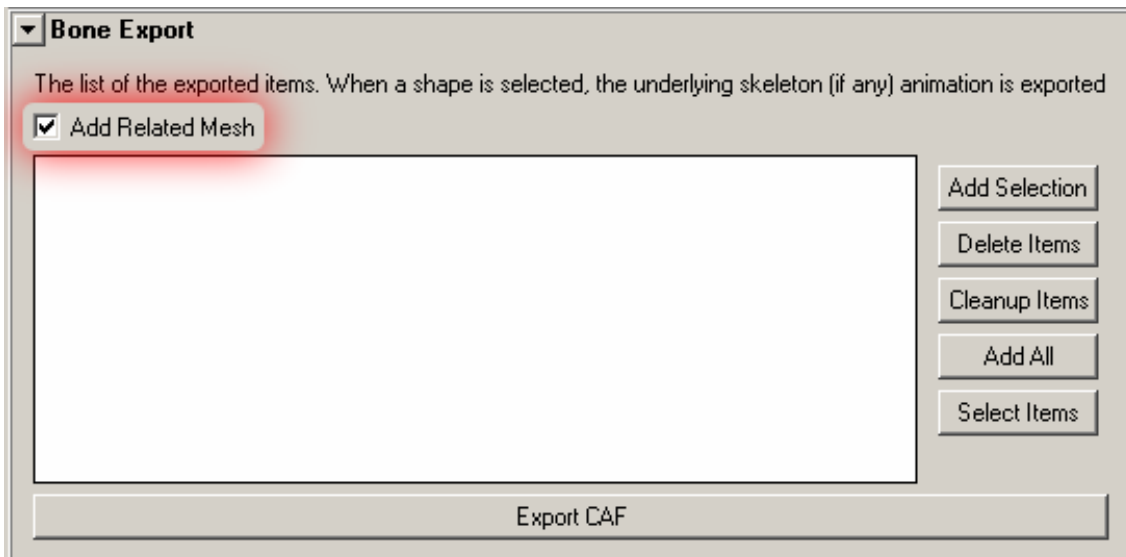 Bone Export
The list of the exported items. When a shape is selected, the underlying skeleton (if any) animation is exported
Add Related Mesh
Add Selection
Delete Items
Cleanup Items
Add All
Select Items
Export CAF